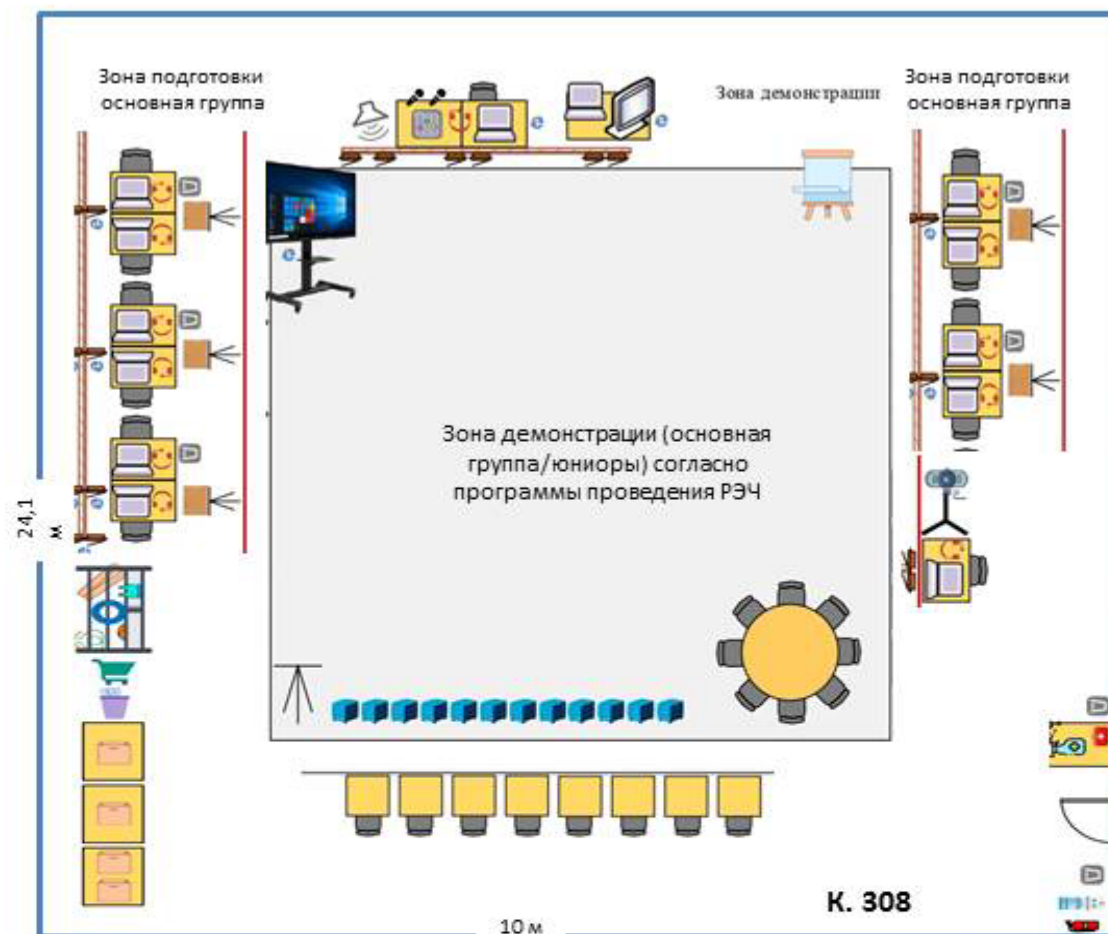 Зона подготовки
основная группа
Зона демонстрации
Зона подготовки
основная группа
Зона демонстрации (основная
группа/юниоры) согласно
программы проведения РЭЧ
24,1
м
К. 308
10 м